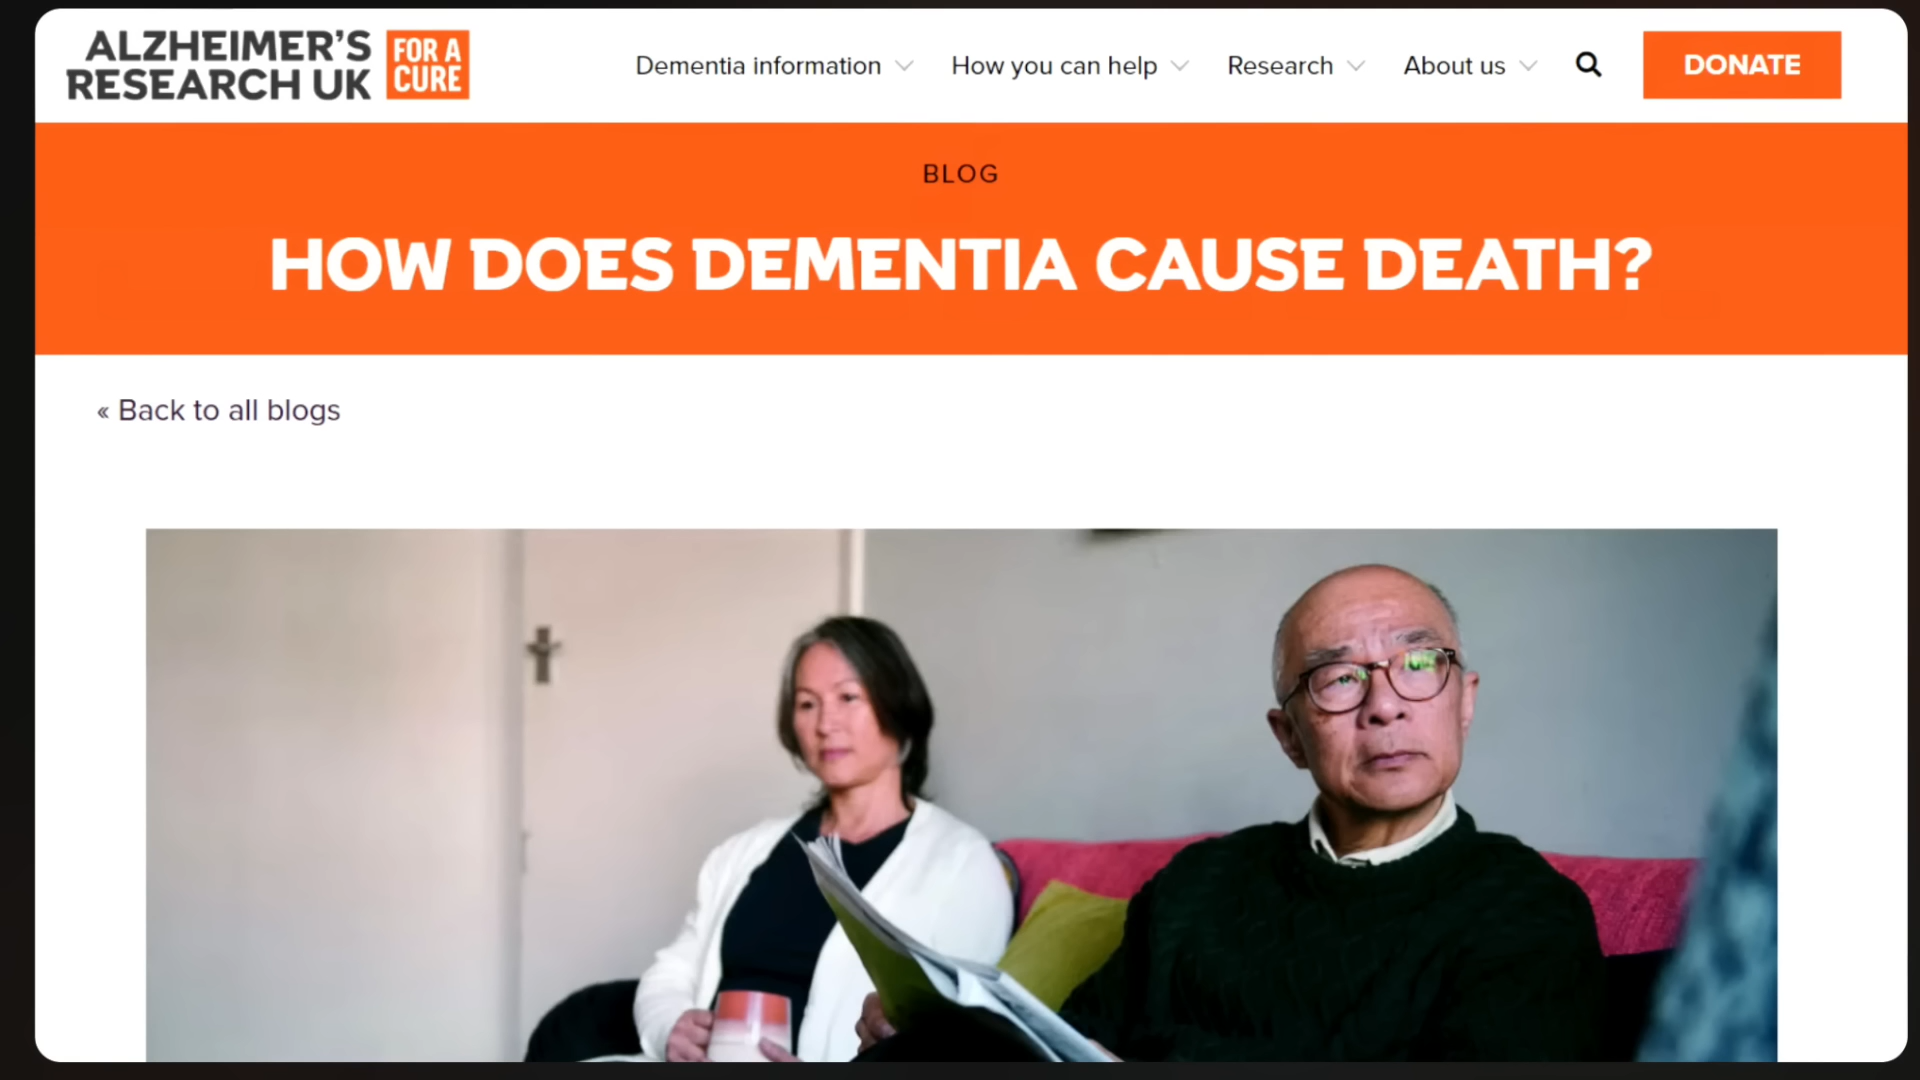 ALZHEIMER'S
RESEARCH UK
FOR A
CURE
Dementia information
How you can help
Research
About us
DONATE
BLOG
HOW DOES DEMENTIA CAUSE DEATH?
« Back to all blogs